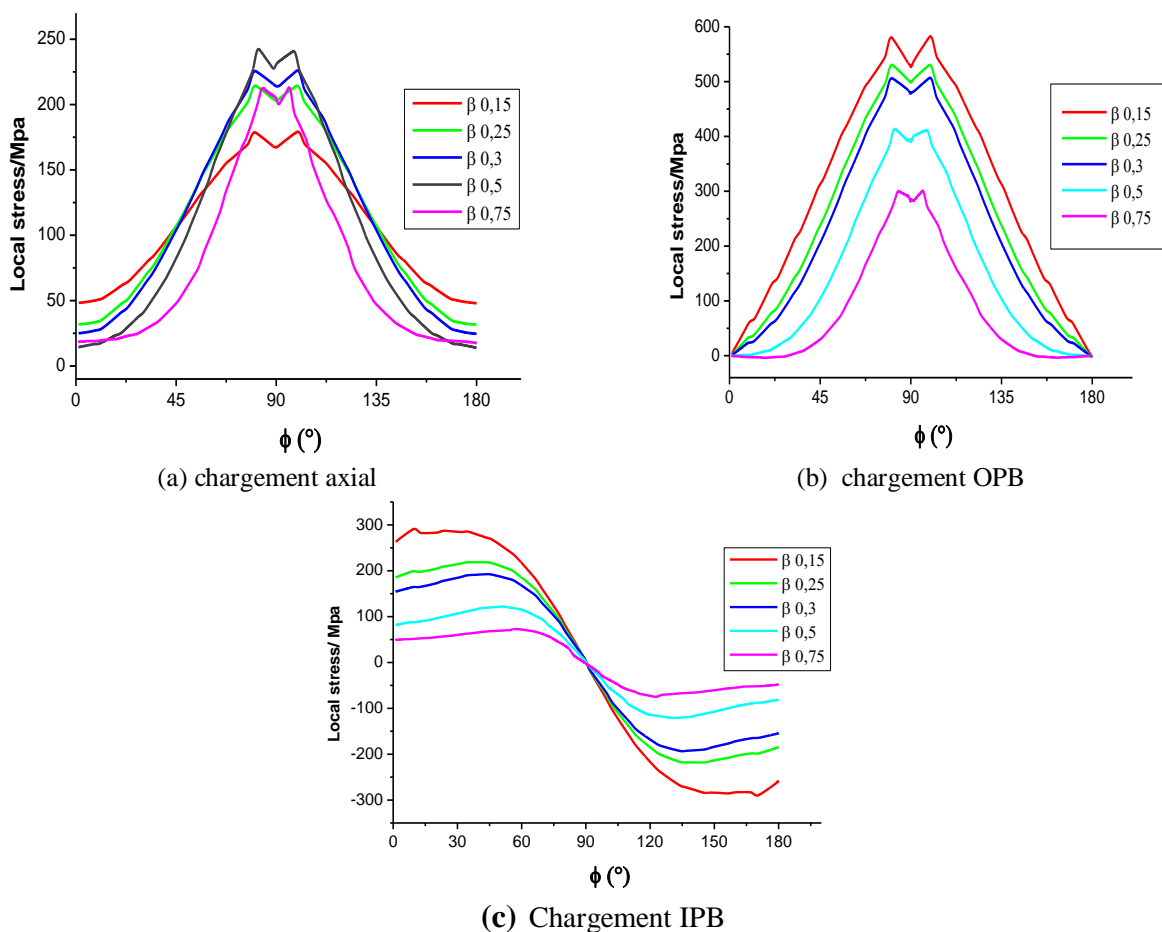 250
200
150
100
50
0
Local stress/Mpa
β 0,15
β 0,25
β 0,3
β 0,5
β 0,75
0 45 90 135 180
ϕ (°)
(a) chargement axial
600
500
400
300
200
100
0
Local stress/Mpa
β 0,15
β 0,25
β 0,3
β 0,5
β 0,75
0 45 90 135 180
ϕ (°)
(b) chargement OPB
300
200
100
0
-100
-200
-300
Local stress/ Mpa
β 0,15
β 0,25
β 0,3
β 0,5
β 0,75
0 30 60 90 120 150 180
ϕ (°)
(c) Chargement IPB